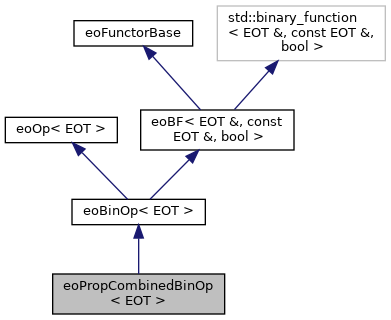 eoFunctorBase
std::binary_function
< EOT &, const EOT &,
bool >
eoOp< EOT >
eoBF< EOT &, const
EOT &, bool >
eoBinOp< EOT >
eoPropCombinedBinOp
< EOT >